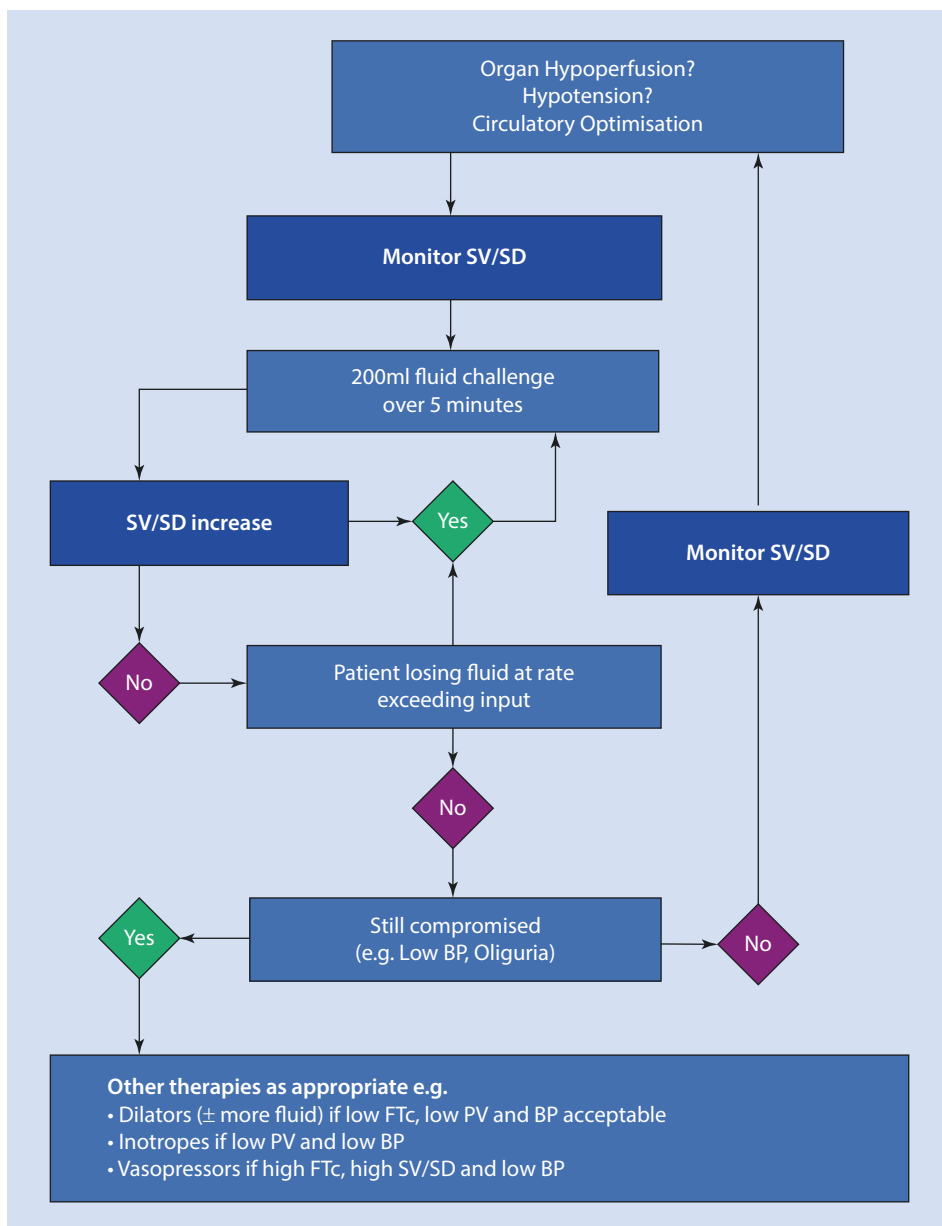 Organ Hypoperfusion?
Hypotension?
Circulatory Optimisation
Monitor SV/SD
200ml fluid challenge
over 5 minutes
SV/SD increase
Yes
Monitor SV/SD
No
Patient losing fluid at rate
exceeding input
No
Yes
Still compromised
(e.g. Low BP, Oliguria)
No
Other therapies as appropriate e.g.
• Dilators (± more fluid) if low FTc, low PV and BP acceptable
• Inotropes if low PV and low BP
• Vasopressors if high FTc, high SV/SD and low BP